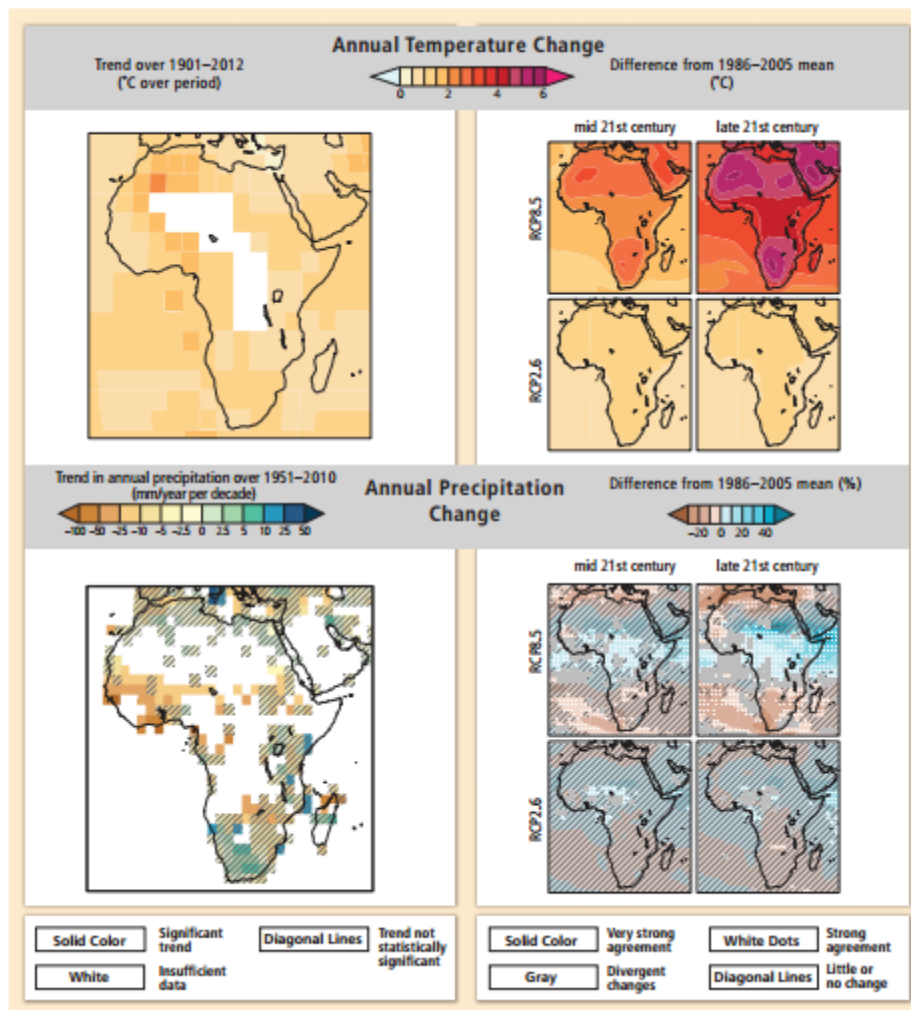 Annual Temperature Change
Trend over 1901–2012
(˚C over period)
0 2 4 6
Difference from 1986–2005 mean
(˚C)
mid 21st century
late 21st century
RCP8.5
RCP2.6
Trend in annual precipitation over 1951–2010
(mm/year per decade)
–100 –50 –25 –10 –5 –2.5 0 2.5 5 10 25 50
Annual Precipitation
Change
Difference from 1986–2005 mean (%)
–20 0 20 40
mid 21st century
late 21st century
RCP8.5
RCP2.6
Solid Color
Significant
trend
Diagonal Lines
Trend not
statistically
significant
White
Insufficient
data
Solid Color
Very strong
agreement
White Dots
Strong
agreement
Gray
Divergent
changes
Diagonal Lines
Little or
no change